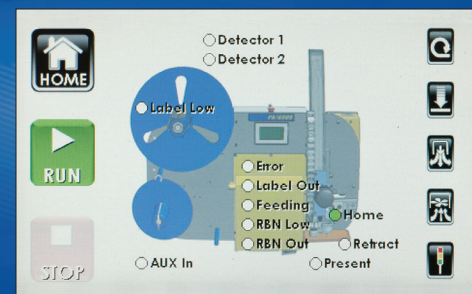 Detector 1
Detector 2
HOME
Label Low
RUN
Error
Label Out
Feeding
Home
RBN Low
RBN Out
Retract
STOP
AUX In
Present